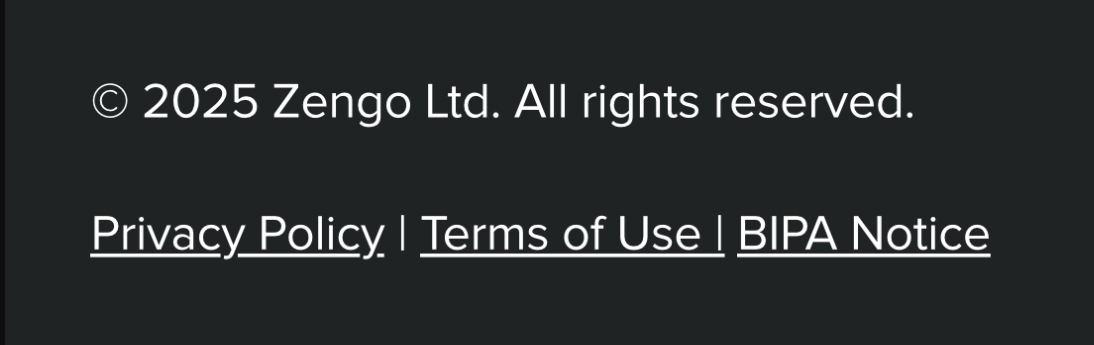 © 2025 Zengo Ltd. All rights reserved.
Privacy Policy | Terms of Use | BIPA Notice